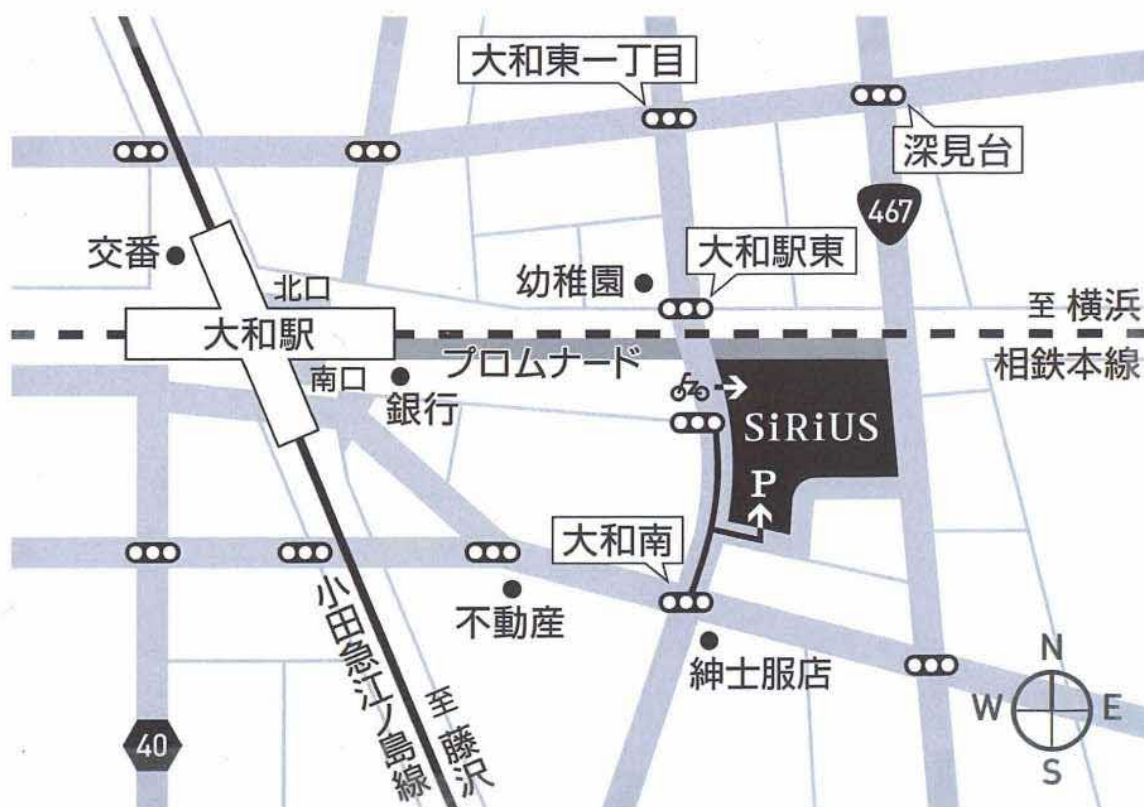 大和東一丁目
深見台
467
交番
北口
大和駅
幼稚園
大和駅東
至 横浜
相鉄本線
プロムナード
南口
銀行
SiRiUS
P
大和南
不動産
紳士服店
小田急江ノ島線
至 藤沢
40
N
W
E
S